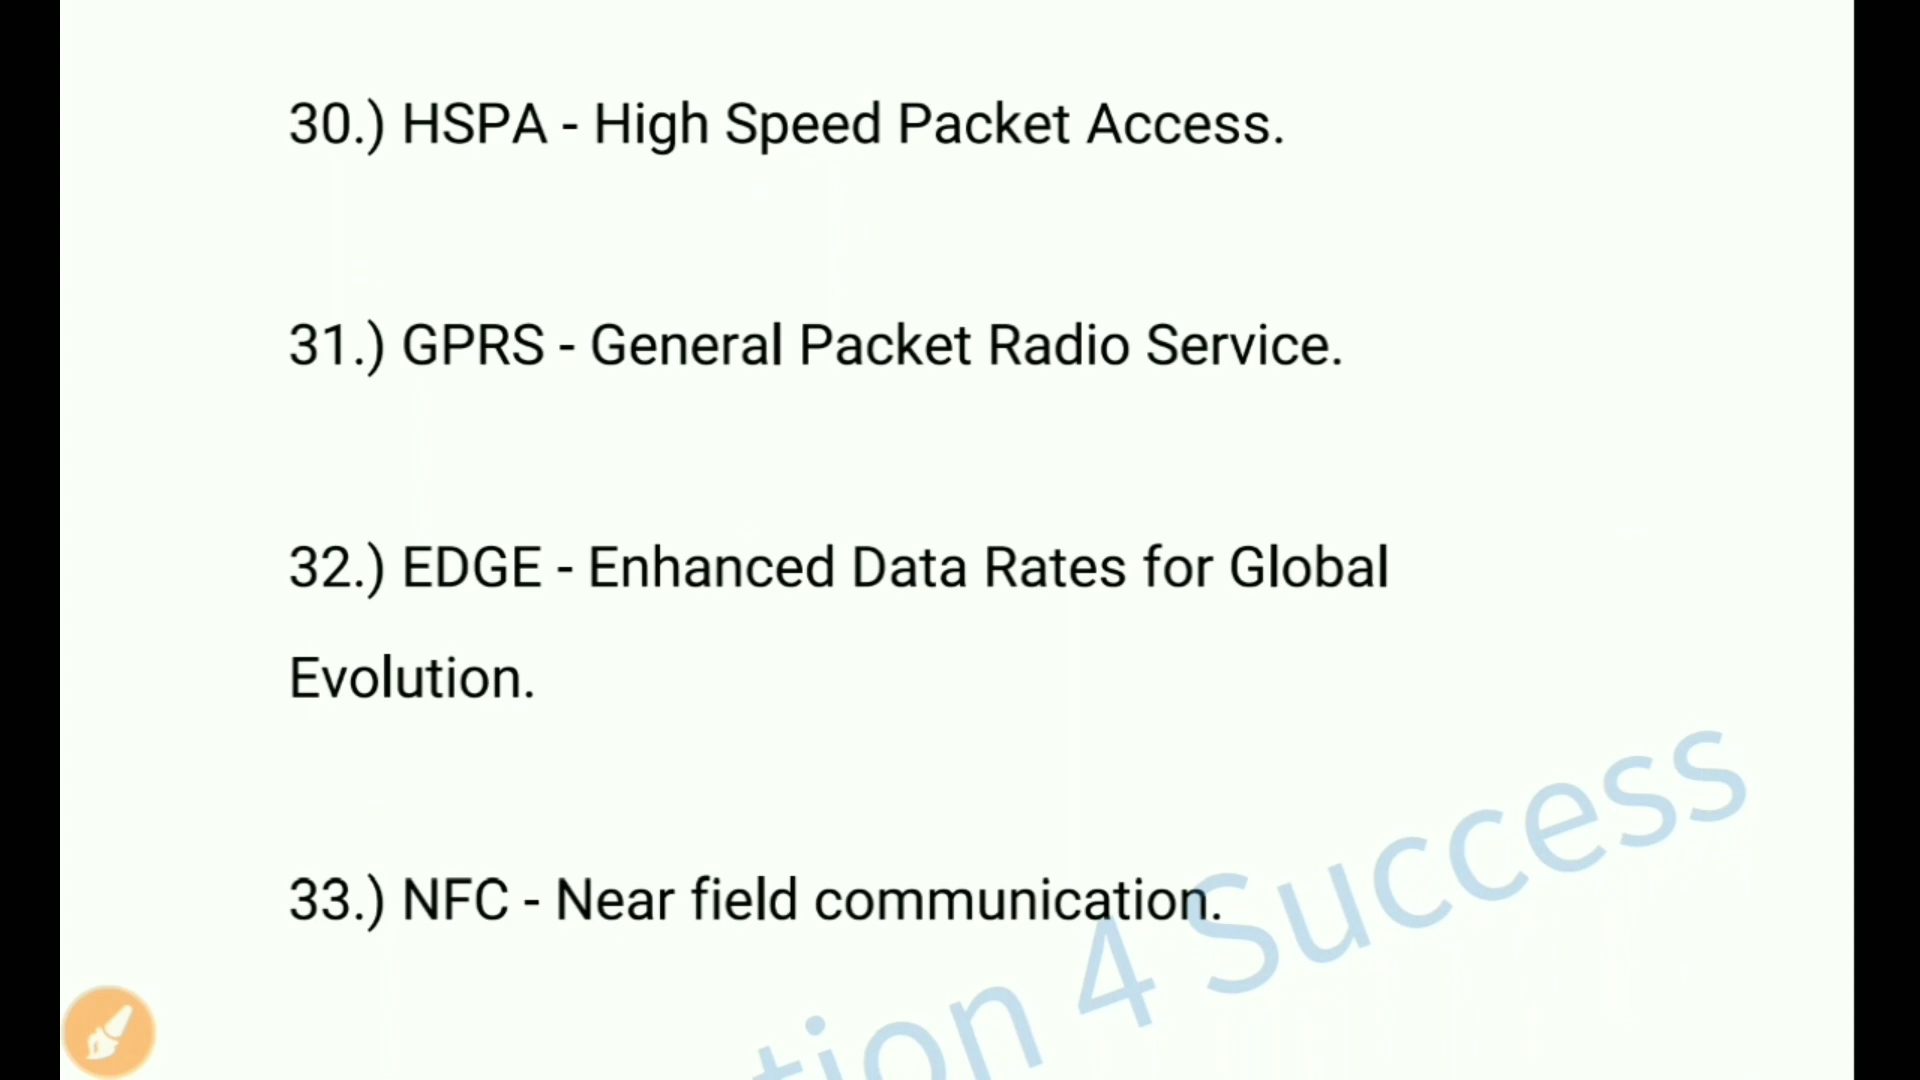 30.) HSPA - High Speed Packet Access.
31.) GPRS - General Packet Radio Service.
32.) EDGE - Enhanced Data Rates for Global
Evolution.
33.) NFC - Near field communication.
4 Success